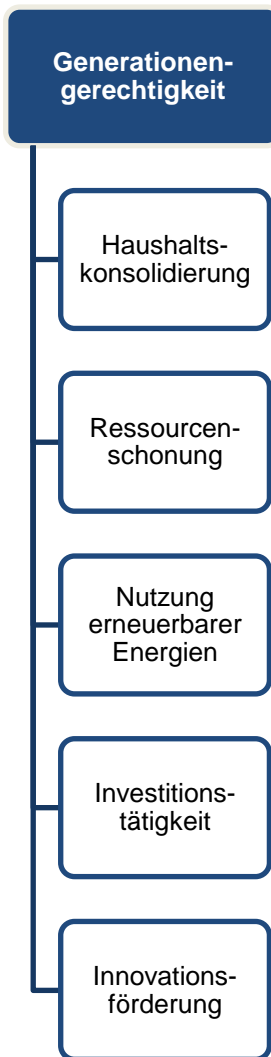 Generationen-
gerechtigkeit
Haushalts-
konsolidierung
Ressourcen-
schonung
Nutzung
erneuerbarer
Energien
Investitions-
tätigkeit
Innovations-
förderung